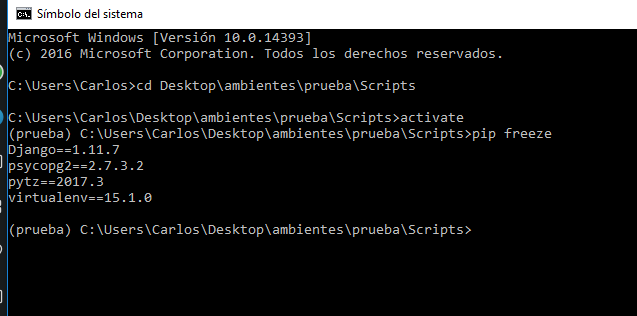 Símbolo del sistema
Microsoft Windows [Versión 10.0.14393]
(c) 2016 Microsoft Corporation. Todos los derechos reservados.
C:\Users\Carlos>cd Desktop\ambientes\prueba\Scripts
C:\Users\Carlos\Desktop\ambientes\prueba\Scripts>activate
(prueba) C:\Users\Carlos\Desktop\ambientes\prueba\Scripts>pip freeze
Django==1.11.7
psycopg2==2.7.3.2
pytz==2017.3
virtualenv==15.1.0
(prueba) C:\Users\Carlos\Desktop\ambientes\prueba\Scripts>